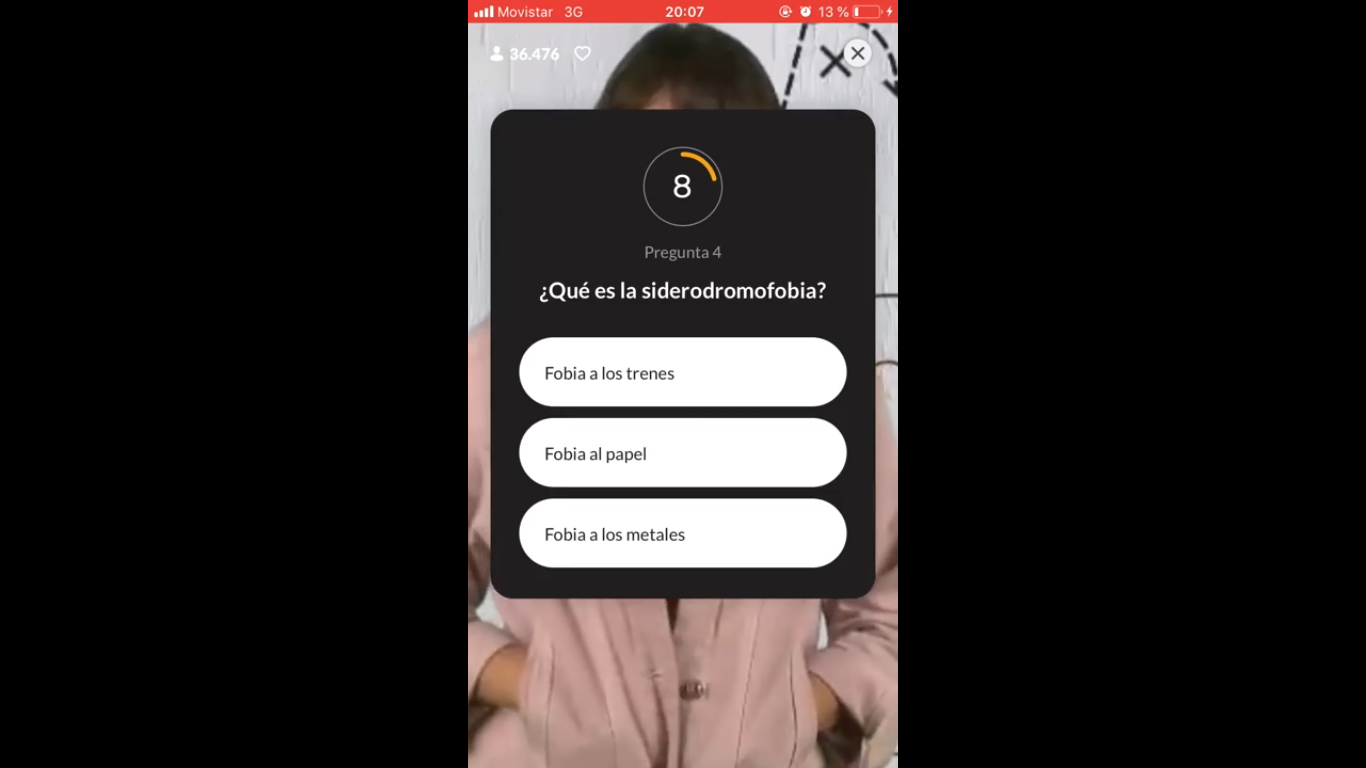 Movistar 3G 20:07 13 %
36.476
8
Pregunta 4
¿Qué es la siderodromofobia?
Fobia a los trenes
Fobia al papel
Fobia a los metales